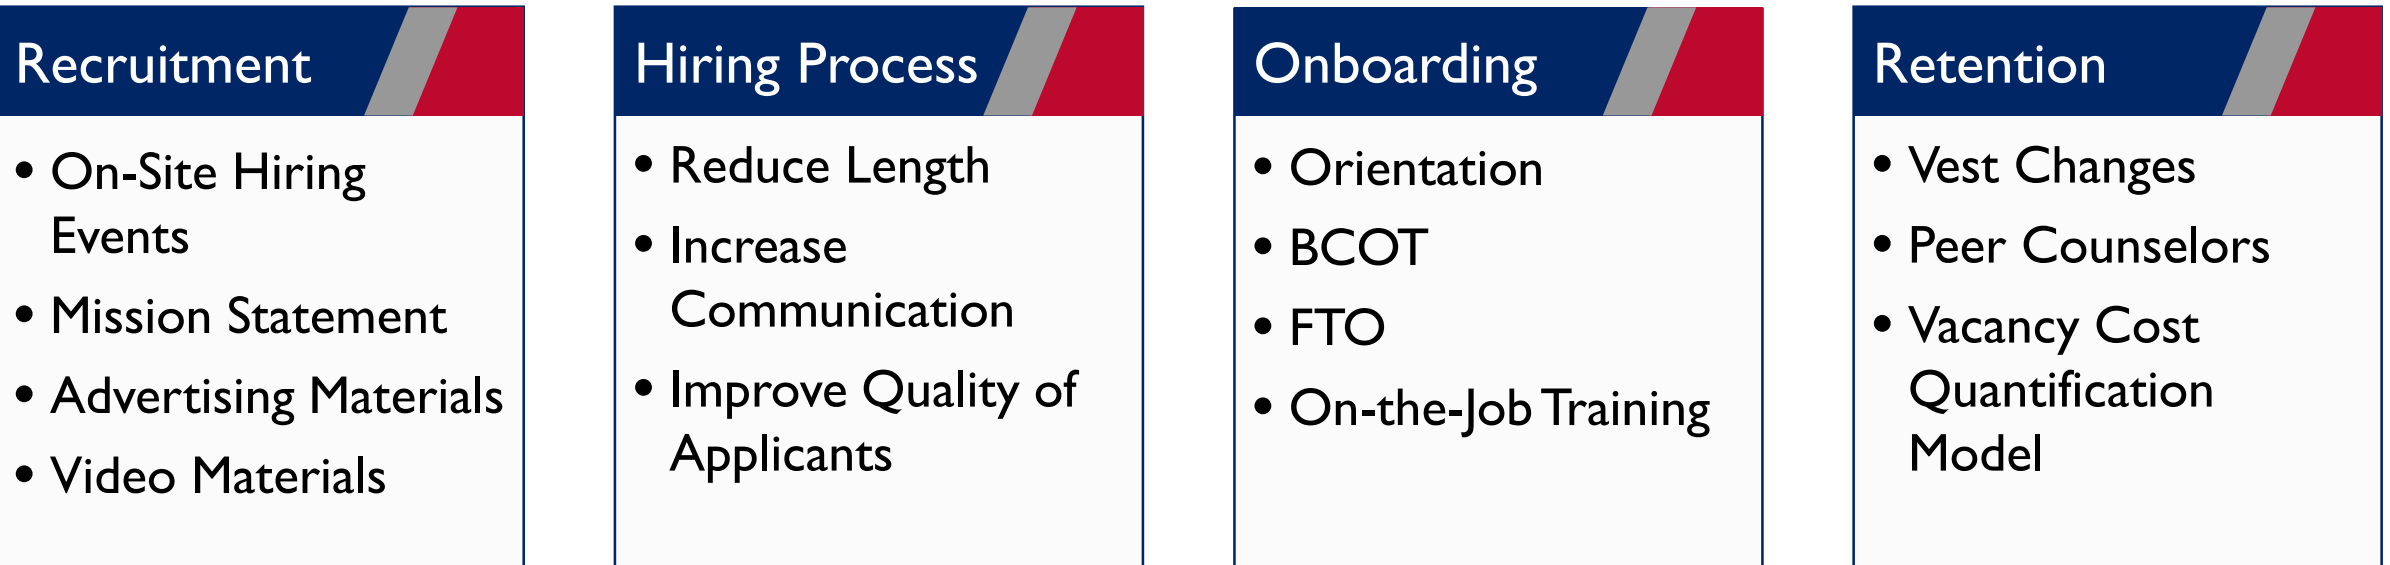 Recruitment
• On-Site Hiring
Events
• Mission Statement
• Advertising Materials
• Video Materials
Hiring Process
• Reduce Length
• Increase
Communication
• Improve Quality of
Applicants
Onboarding
• Orientation
• BCOT
• FTO
• On-the-Job Training
Retention
• Vest Changes
• Peer Counselors
• Vacancy Cost
Quantification
Model